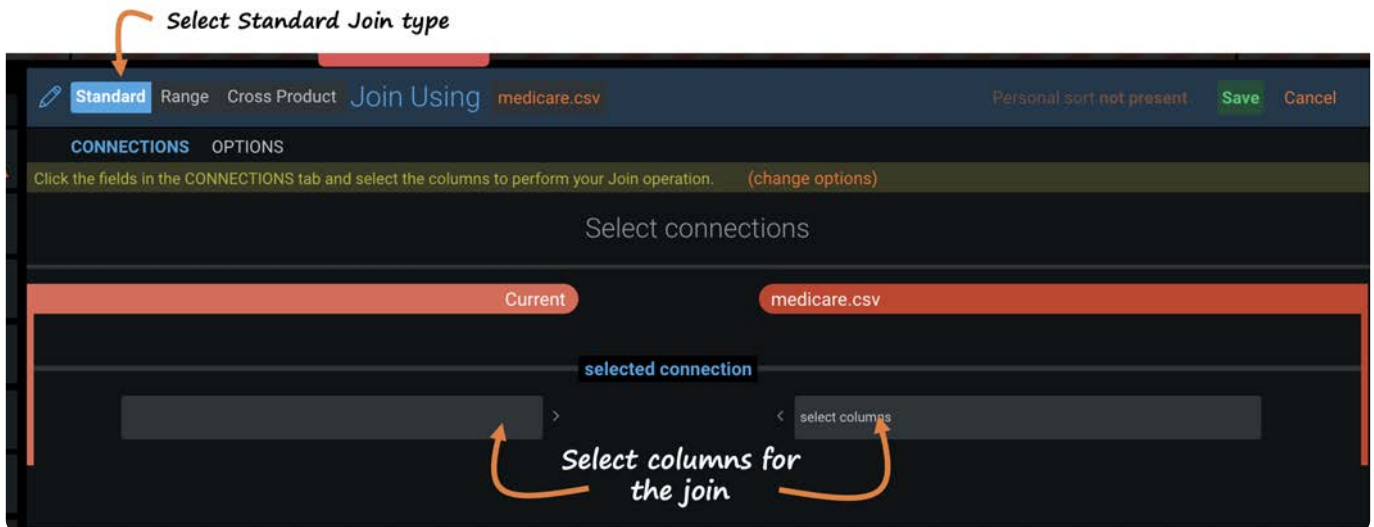 Select Standard Join type
Standard Range Cross Product Join Using medicare.csv Personal sort not present Save Cancel
CONNECTIONS OPTIONS
Click the fields in the CONNECTIONS tab and select the columns to perform your Join operation. (change options)
Select connections
Current medicare.csv
selected connection
> < select columns
Select columns for
the join